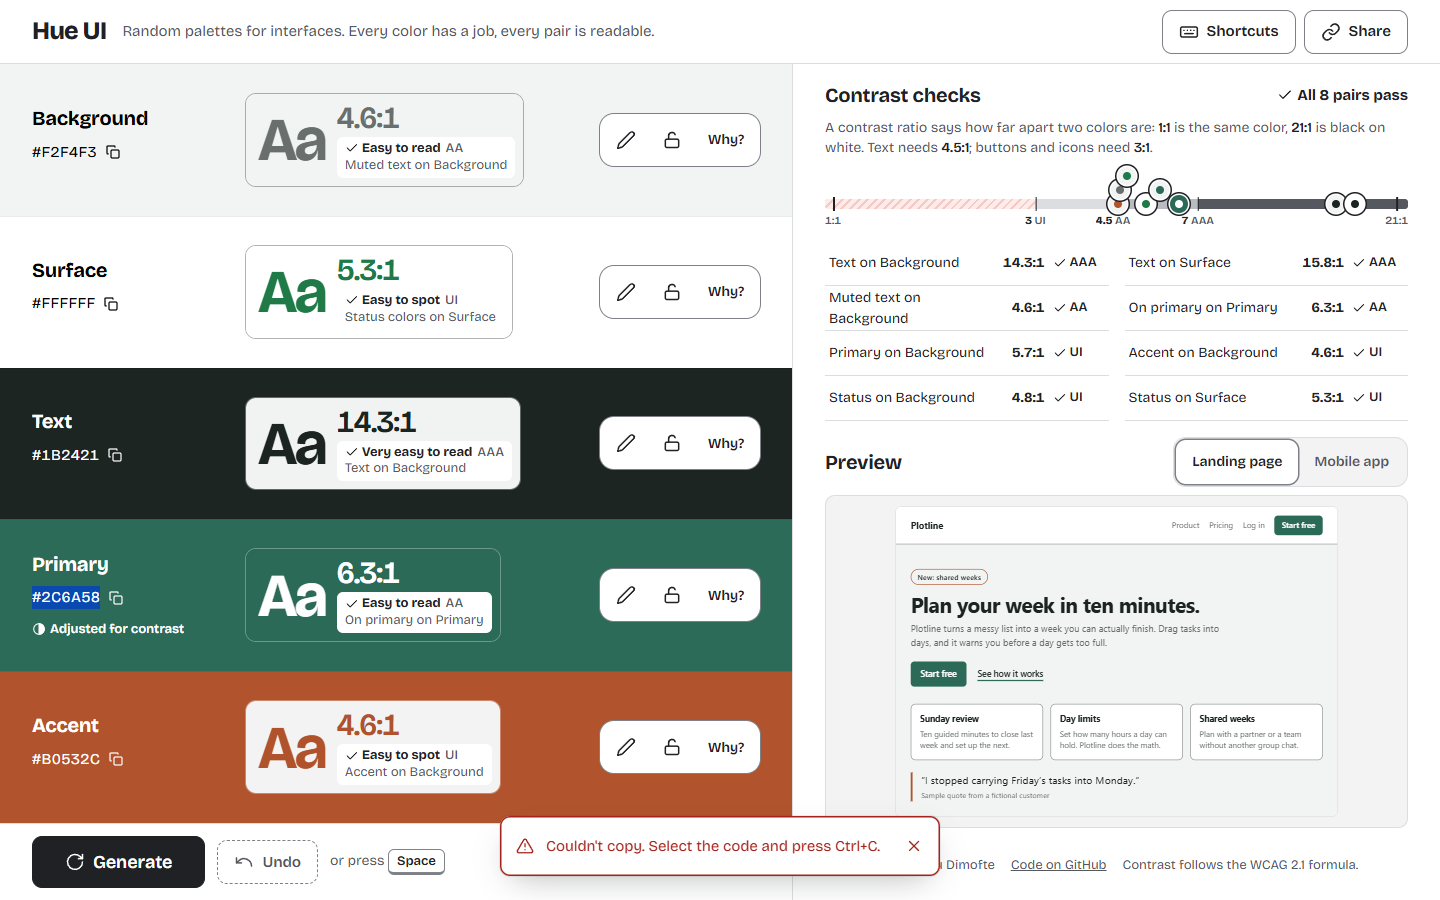 Hue UI
Random palettes for interfaces. Every color has a job, every pair is readable.
Shortcuts
Share
Background
#F2F4F3
Aa
4.6:1
Easy to read AA
Muted text on Background
Why?
Surface
#FFFFFF
Aa
5.3:1
Easy to spot UI
Status colors on Surface
Why?
Text
#1B2421
Aa
14.3:1
Very easy to read AAA
Text on Background
Why?
Primary
#2C6A58
Adjusted for contrast
Aa
6.3:1
Easy to read AA
On primary on Primary
Why?
Accent
#B0532C
Aa
4.6:1
Easy to spot UI
Accent on Background
Why?
Generate
Undo
or press Space
Contrast checks
All 8 pairs pass
A contrast ratio says how far apart two colors are: 1:1 is the same color, 21:1 is black on
white. Text needs 4.5:1; buttons and icons need 3:1.
1:1
3 UI
4.5 AA
7 AAA
21:1
Text on Background 14.3:1 AAA
Text on Surface 15.8:1 AAA
Muted text on
Background 4.6:1 AA
On primary on Primary 6.3:1 AA
Primary on Background 5.7:1 UI
Accent on Background 4.6:1 UI
Status on Background 4.8:1 UI
Status on Surface 5.3:1 UI
Preview
Landing page
Mobile app
Plotline
Product
Pricing
Log in
Start free
New: shared weeks
Plan your week in ten minutes.
Plotline turns a messy list into a week you can actually finish. Drag tasks into
days, and it warns you before a day gets too full.
Start free
See how it works
Sunday review
Ten guided minutes to close last
week and set up the next.
Day limits
Set how many hours a day can
hold. Plotline does the math.
Shared weeks
Plan with a partner or a team
without another group chat.
"I stopped carrying Friday's tasks into Monday."
Sample quote from a fictional customer
Couldn't copy. Select the code and press Ctrl+C.
Dimofte
Code on GitHub
Contrast follows the WCAG 2.1 formula.